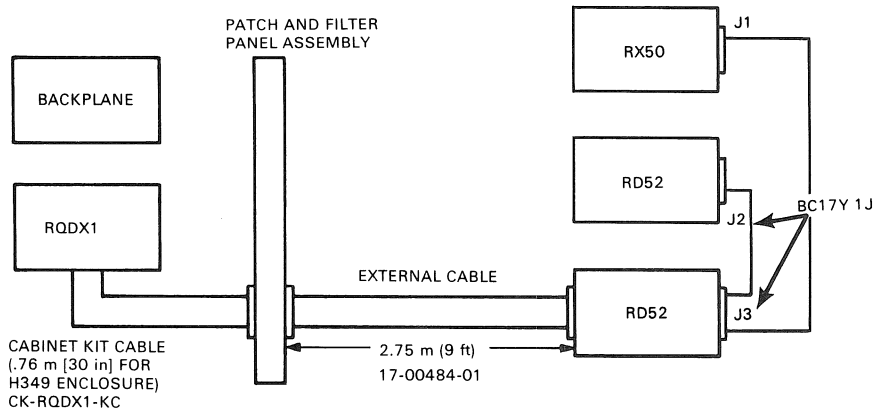 PATCH AND FILTER
PANEL ASSEMBLY
J1
RX50
BACKPLANE
RD52
BC17Y 1J
J2
RQDX1
EXTERNAL CABLE
RD52
J3
CABINET KIT CABLE
(.76 m [30 in] FOR
H349 ENCLOSURE)
CK-RQDX1-KC
2.75 m (9 ft)
17-00484-01